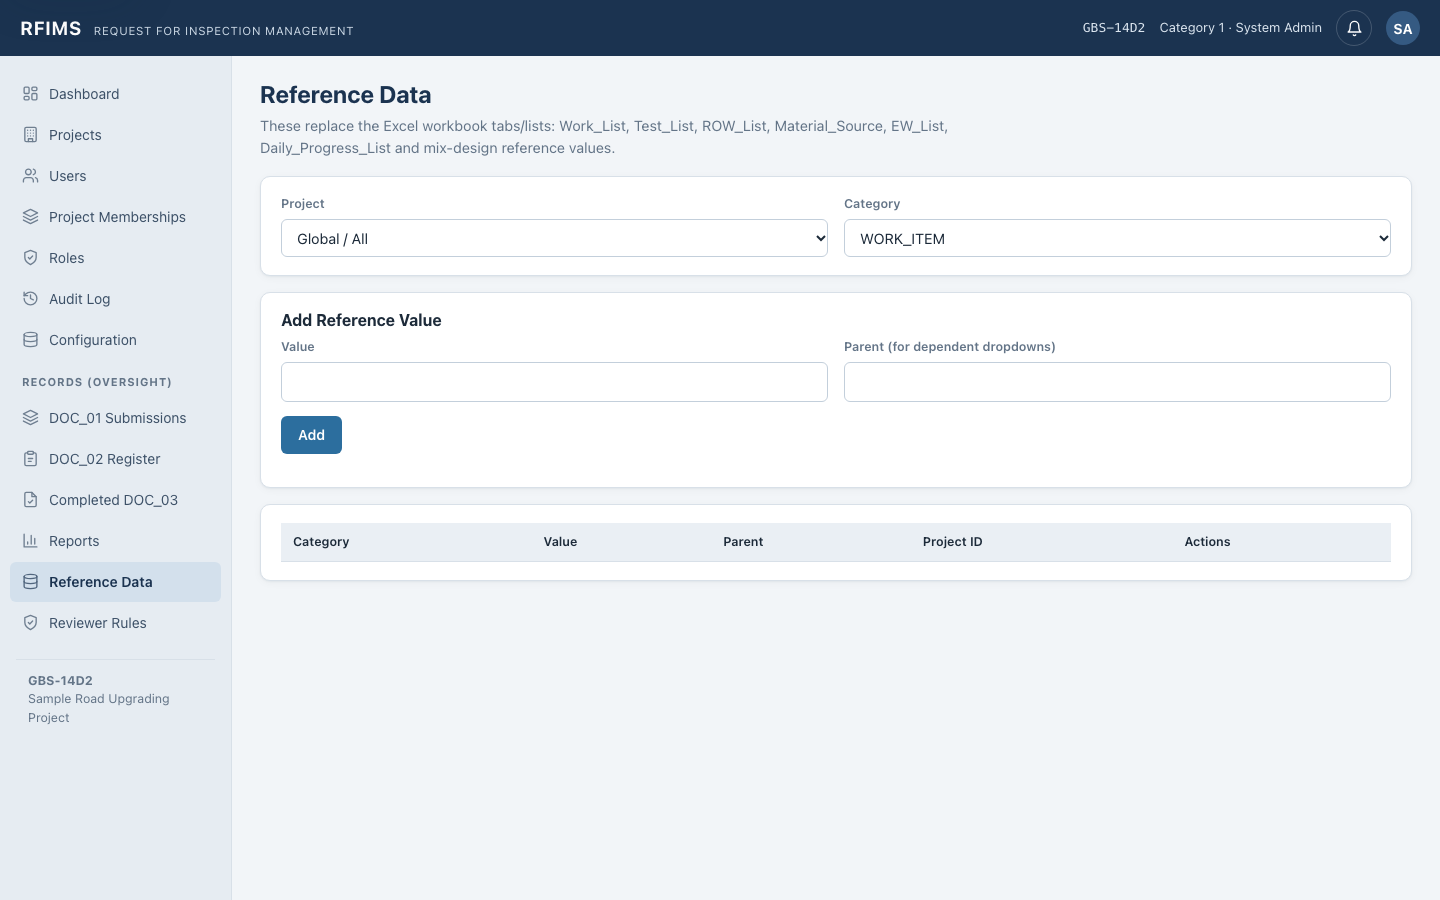 RFIMS REQUEST FOR INSPECTION MANAGEMENT
GBS-14D2 Category 1 · System Admin SA
Dashboard
Projects
Users
Project Memberships
Roles
Audit Log
Configuration
RECORDS (OVERSIGHT)
DOC_01 Submissions
DOC_02 Register
Completed DOC_03
Reports
Reference Data
Reviewer Rules
GBS-14D2
Sample Road Upgrading
Project
Reference Data
These replace the Excel workbook tabs/lists: Work_List, Test_List, ROW_List, Material_Source, EW_List,
Daily_Progress_List and mix-design reference values.
Project Category
Global / All WORK_ITEM
Add Reference Value
Value Parent (for dependent dropdowns)
Add
Category Value Parent Project ID Actions